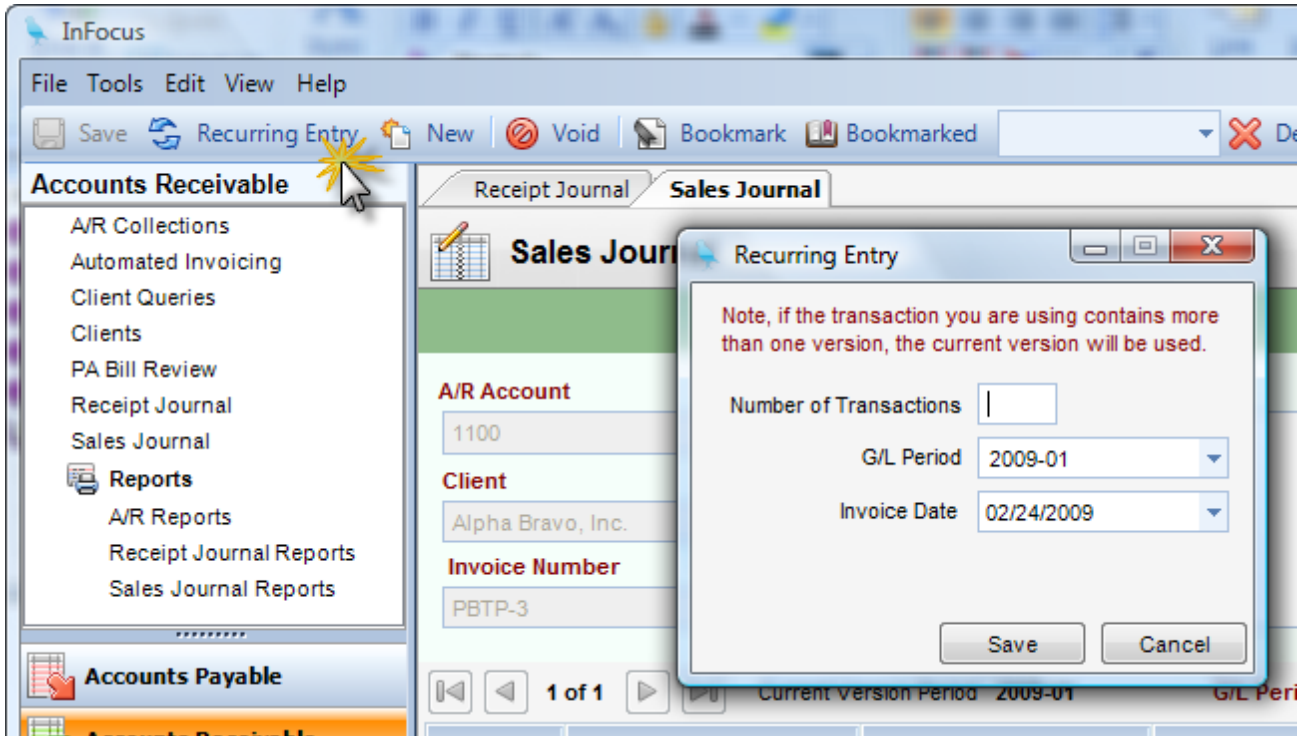 InFocus
File Tools Edit View Help
Save Recurring Entry New Void Bookmark Bookmarked
Accounts Receivable
A/R Collections
Automated Invoicing
Client Queries
Clients
PA Bill Review
Receipt Journal
Sales Journal
Reports
A/R Reports
Receipt Journal Reports
Sales Journal Reports
Accounts Payable
Accounts Receivable
Receipt Journal Sales Journal
Sales
A/R Account
1100
Client
Alpha Bravo, Inc.
Invoice Number
PBTP-3
1 of 1 Current Version Period 2009-01 G/L
Recurring Entry
Note, if the transaction you are using contains more
than one version, the current version will be used.
Number of Transactions
G/L Period 2009-01
Invoice Date 02/24/2009
Save Cancel